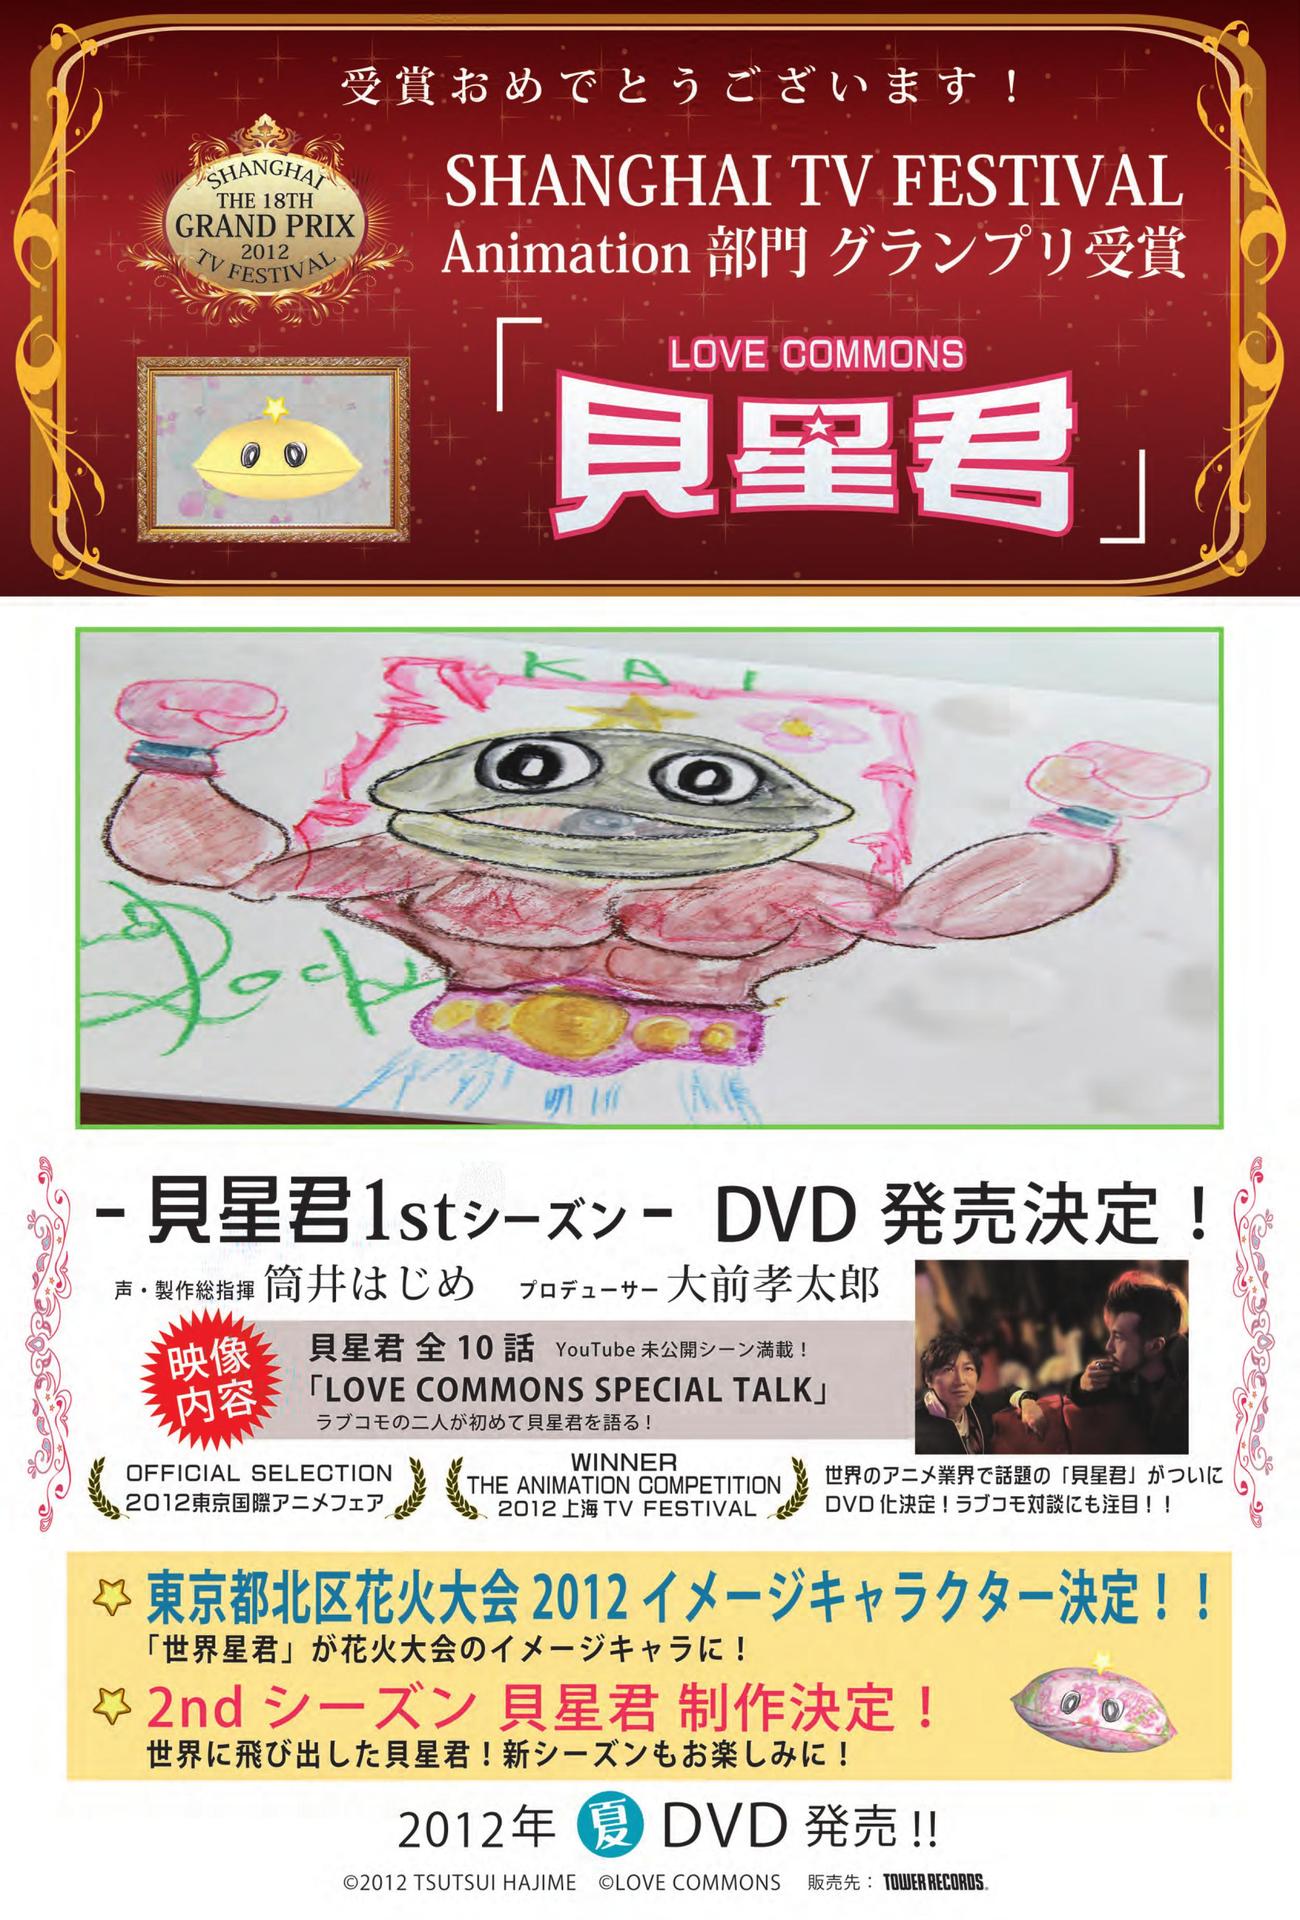 受賞おめでとうございます！
SHANGHAI
THE 18TH
GRAND PRIX
2012
TV FESTIVAL
SHANGHAI TV FESTIVAL
Animation 部門 グランプリ受賞
「LOVE COMMONS
貝星君」
KAI
- 貝星君1stシーズン - DVD 発売決定！
声・製作総指揮 筒井はじめ プロデューサー 大前孝太郎
映像
内容
貝星君 全 10 話 YouTube 未公開シーン満載！
「LOVE COMMONS SPECIAL TALK」
ラブコモの二人が初めて貝星君を語る！
OFFICIAL SELECTION
2012東京国際アニメフェア
WINNER
THE ANIMATION COMPETITION
2012 上海 TV FESTIVAL
世界のアニメ業界で話題の「貝星君」がついに
DVD 化決定！ラブコモ対談にも注目！！
東京都北区花火大会 2012 イメージキャラクター決定！！
「世界星君」が花火大会のイメージキャラに！
2nd シーズン 貝星君 制作決定！
世界に飛び出した貝星君！新シーズンもお楽しみに！
2012年 夏 DVD 発売 !!
©2012 TSUTSUI HAJIME ©LOVE COMMONS 販売先： TOWER RECORDS